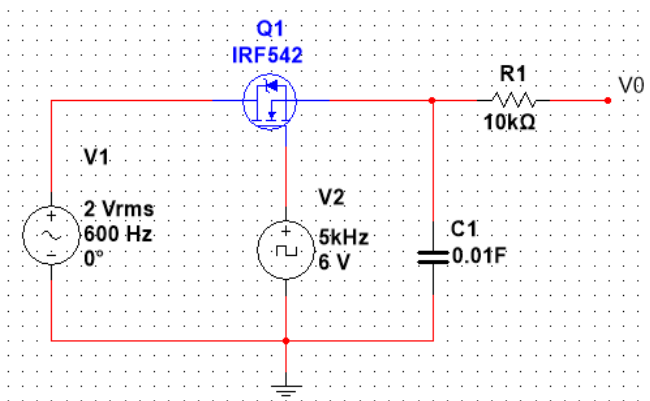 Q1
IRF542
R1
10kΩ
V0
V1
2 Vrms
600 Hz
0°
V2
5kHz
6 V
C1
0.01F